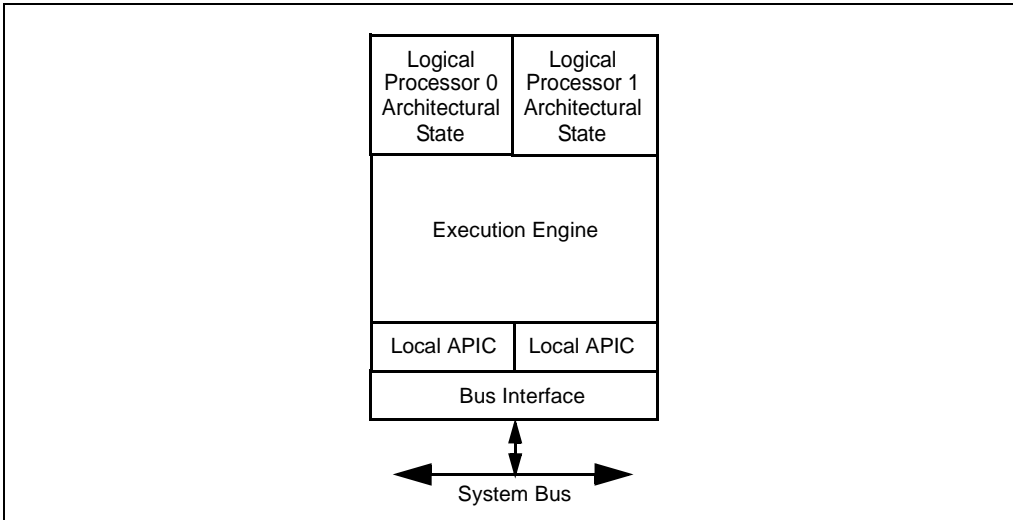 Logical
Processor 0
Architectural
State
Logical
Processor 1
Architectural
State
Execution Engine
Local APIC
Local APIC
Bus Interface
System Bus